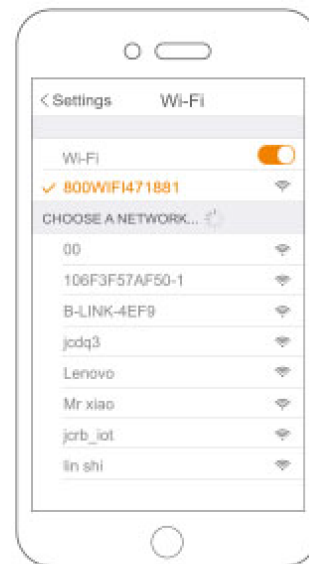 < Settings Wi-Fi
Wi-Fi
✓ 800WIFI471881
CHOOSE A NETWORK...
00
106F3F57AF50-1
B-LINK-4EF9
jcdq3
Lenovo
Mr xiao
jcrb_iot
lin shi